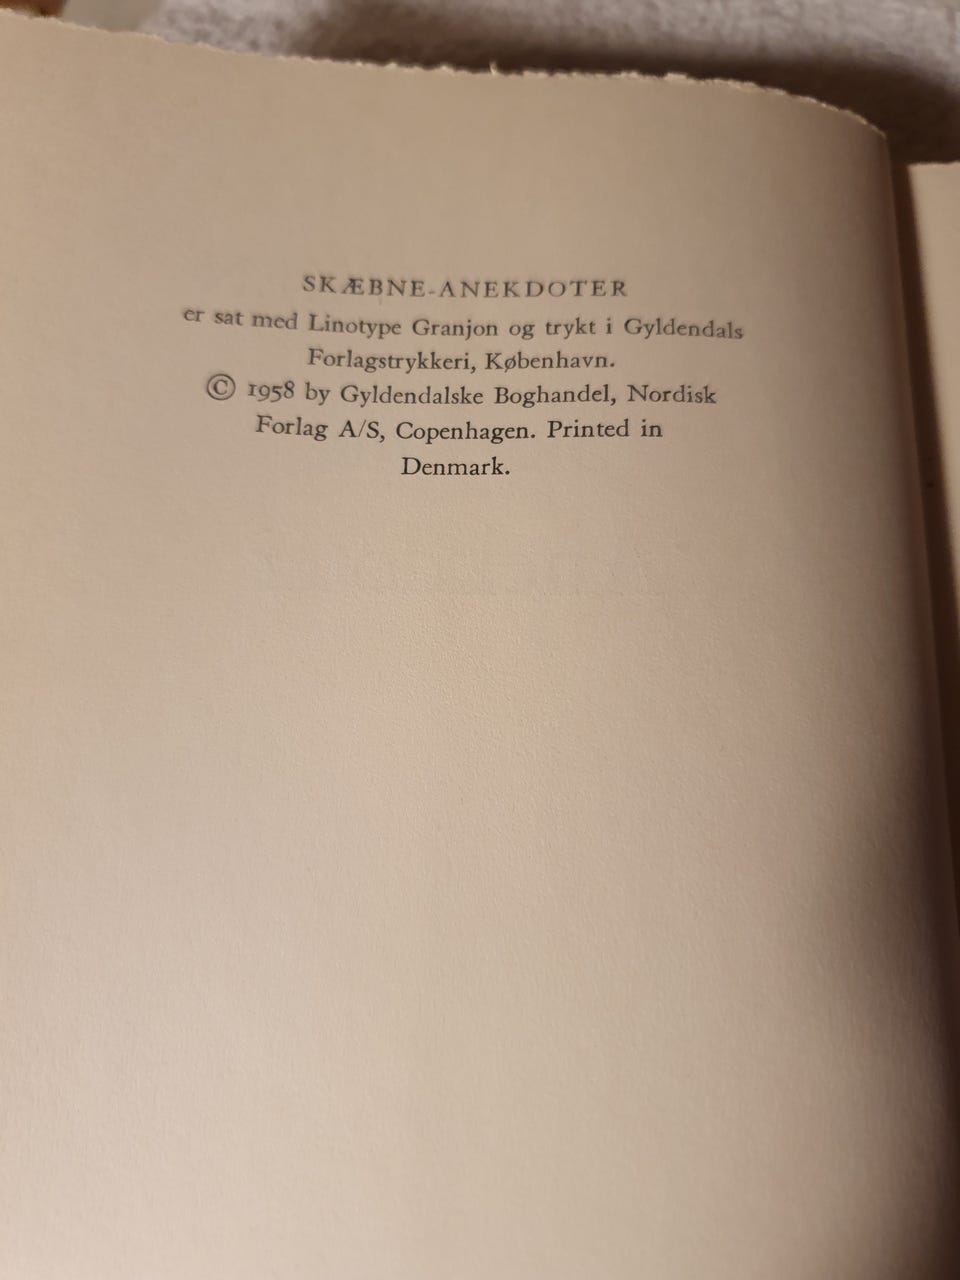 SKÆBNE-ANEKDOTER
er sat med Linotype Granjon og trykt i Gyldendals
Forlagstrykkeri, København.
© 1958 by Gyldendalske Boghandel, Nordisk
Forlag A/S, Copenhagen. Printed in
Denmark.